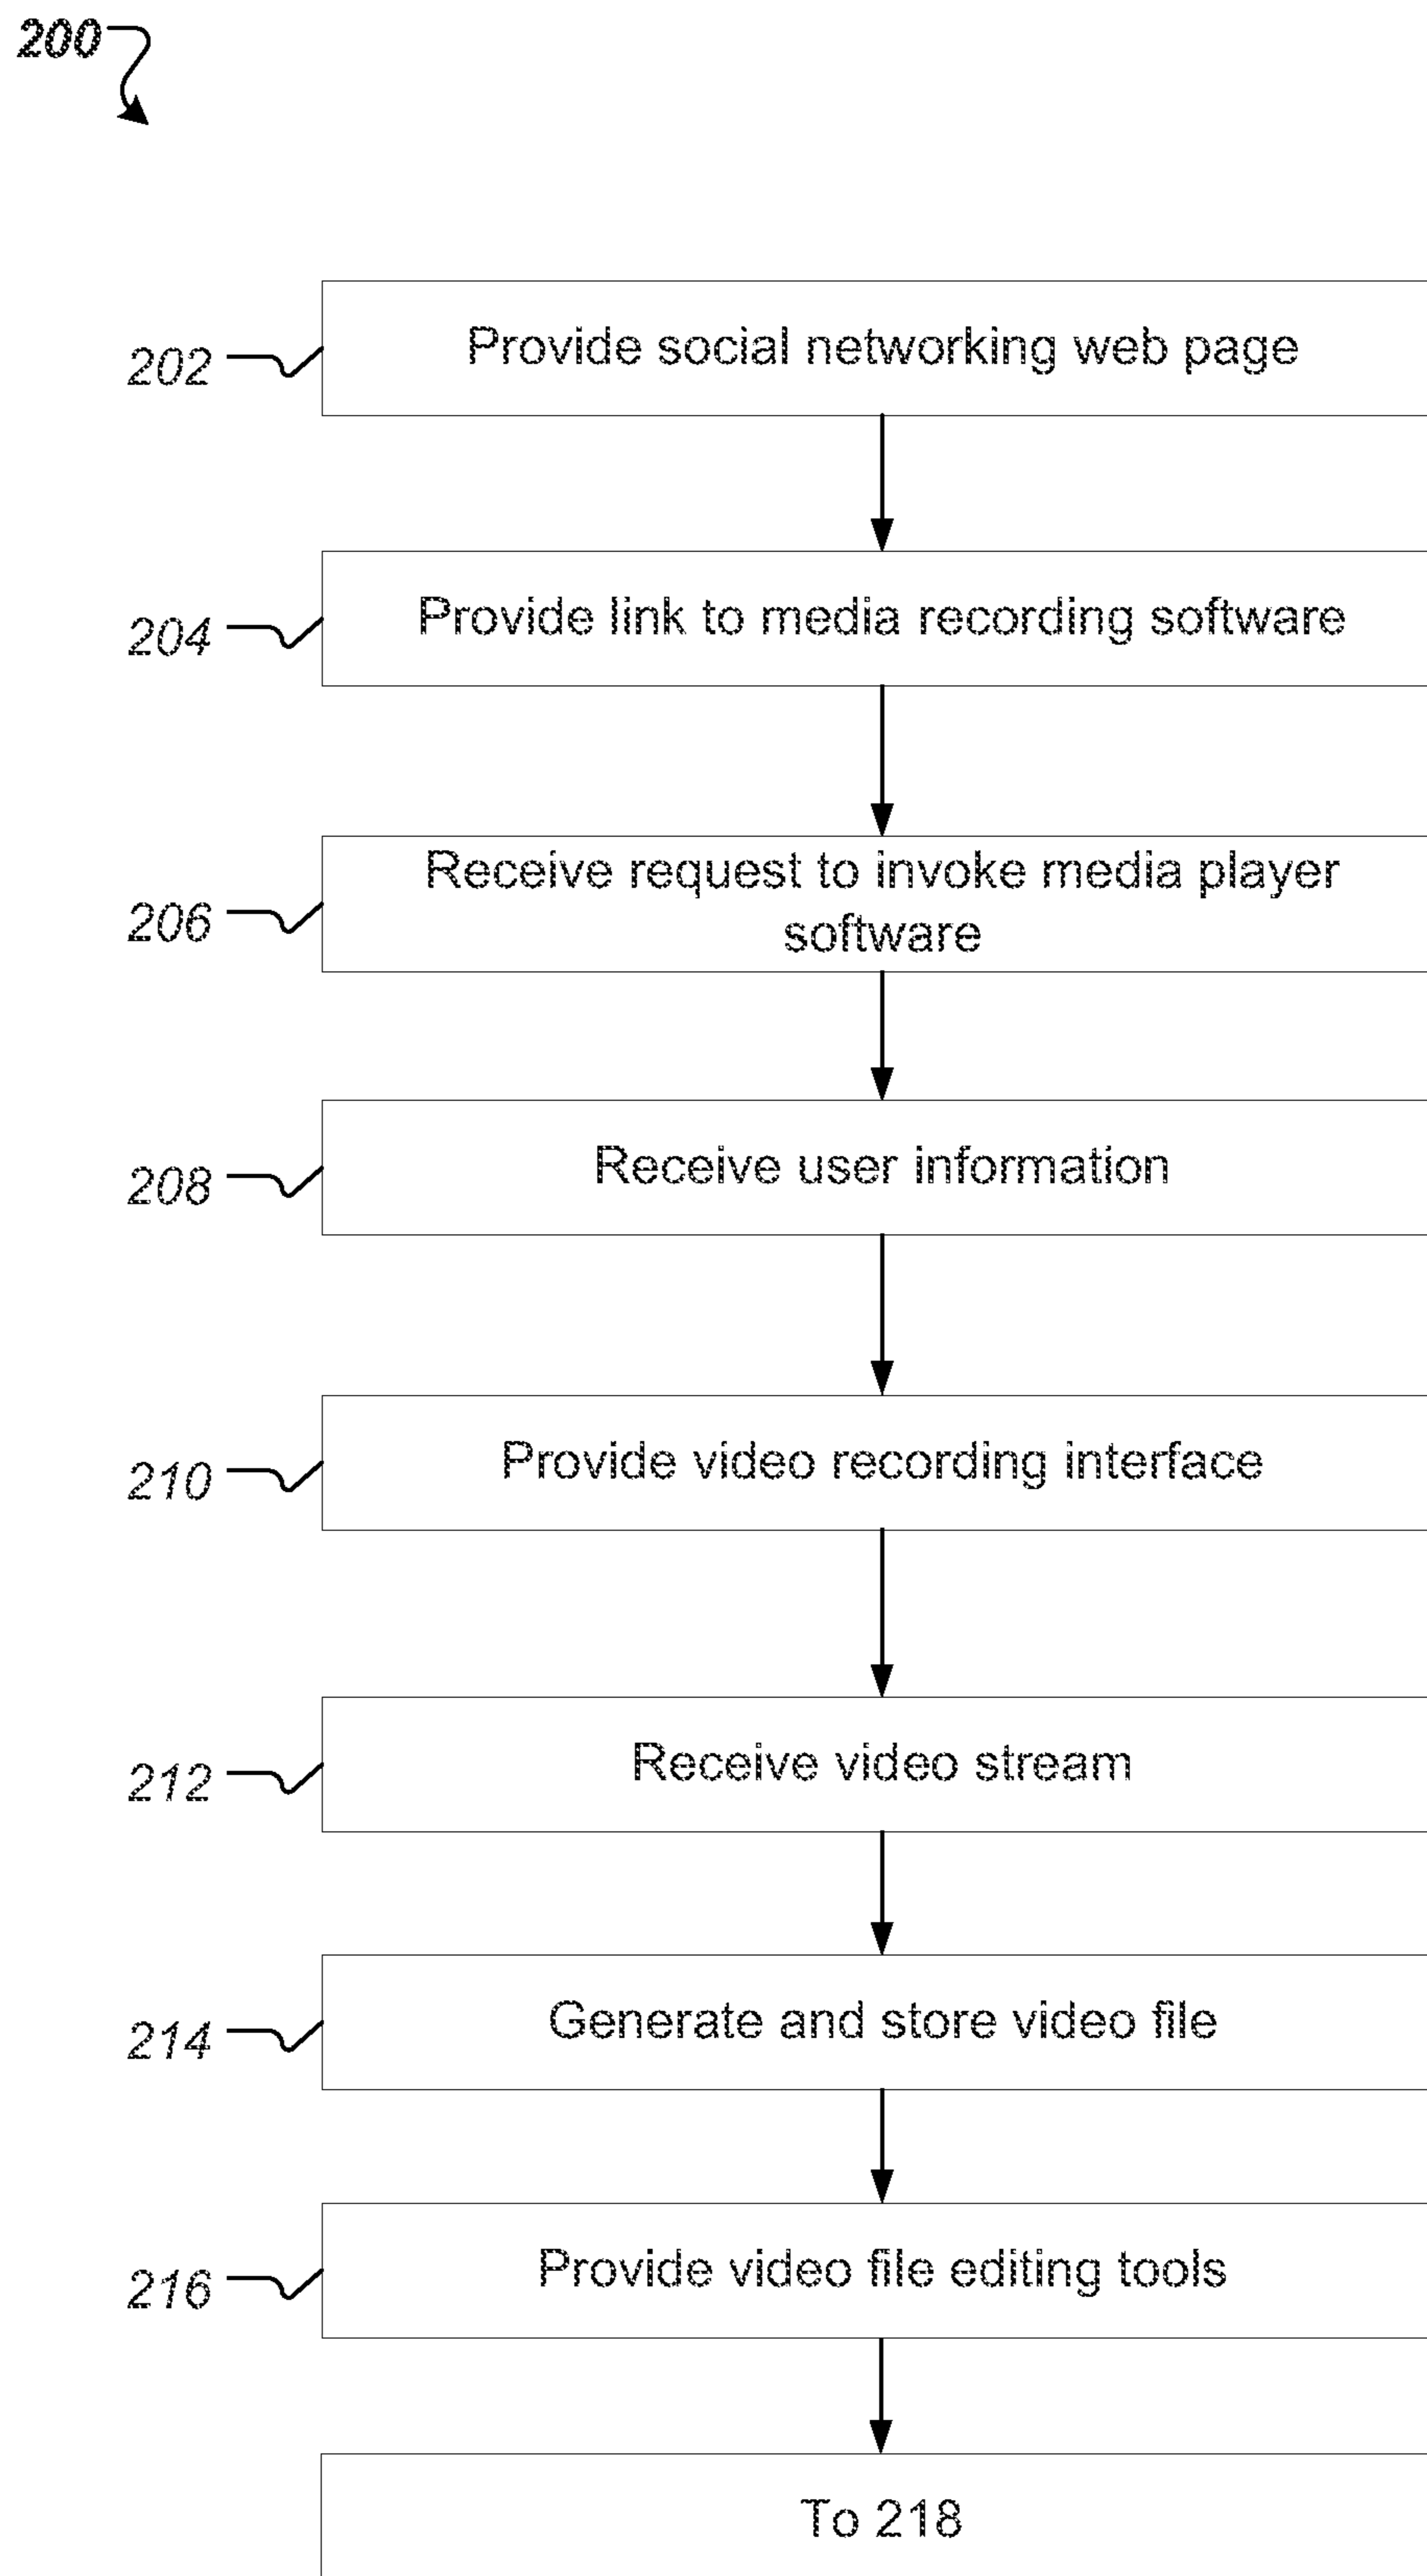 200
202
Provide social networking web page
204
Provide link to media recording software
206
Receive request to invoke media player
software
208
Receive user information
210
Provide video recording interface
212
Receive video stream
214
Generate and store video file
216
Provide video file editing tools
To 218